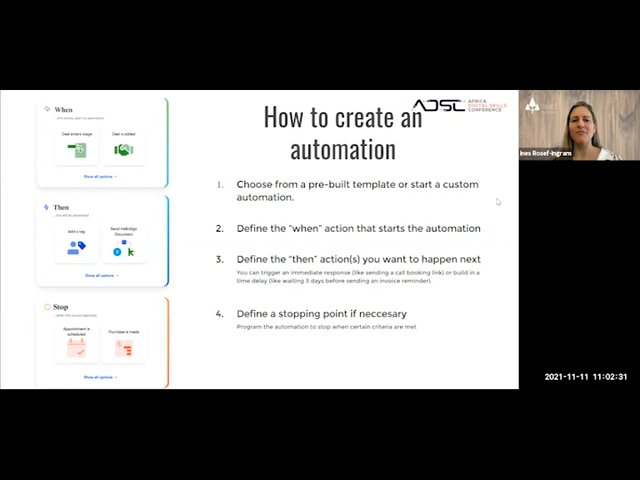 When
Deal enters stage
Deal is added
Show all options
Then
Add a tag
Send HelloSign
Document
Show all options
Stop
Appointment is
scheduled
Purchase is made
Show all options
ADSC AFRICA
DIGITAL SKILLS
CONFERENCE
How to create an
automation
1. Choose from a pre-built template or start a custom
automation.
2. Define the "when" action that starts the automation
3. Define the "then" action(s) you want to happen next
You can trigger an immediate response (like sending a call booking link) or build in a
time delay (like waiting 3 days before sending an invoice reminder).
4. Define a stopping point if neccesary
Program the automation to stop when certain criteria are met
Ines Rosef-Ingram
2021-11-11 11:02:31